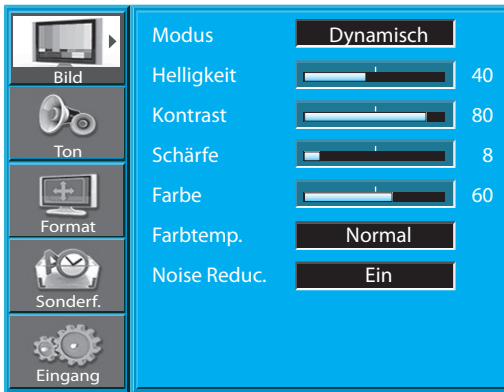 Bild
Ton
Format
Sonderf.
Eingang
Modus Dynamisch
Helligkeit 40
Kontrast 80
Schärfe 8
Farbe 60
Farbtemp. Normal
Noise Reduc. Ein